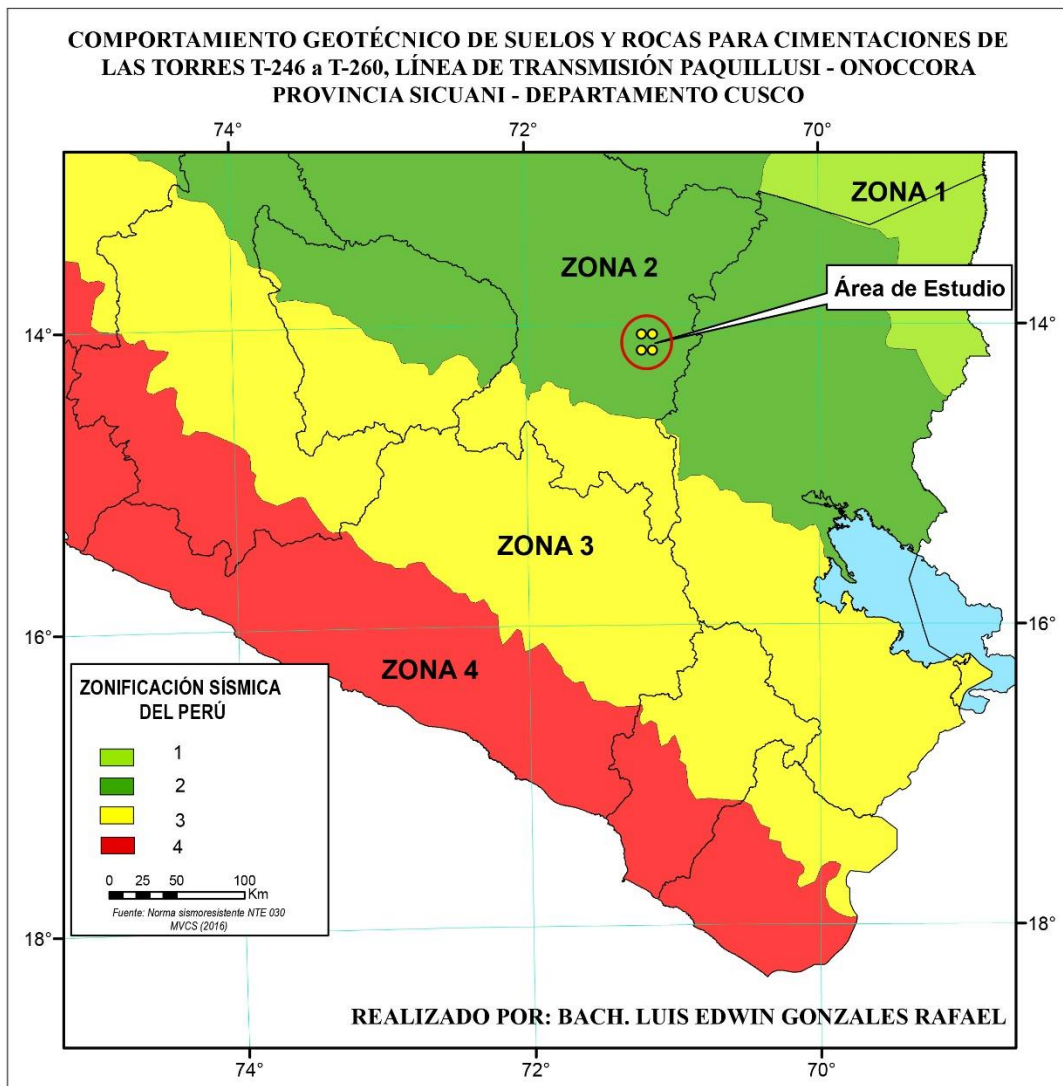 COMPORTAMIENTO GEOTÉCNICO DE SUELOS Y ROCAS PARA CIMENTACIONES DE
LAS TORRES T-246 a T-260, LÍNEA DE TRANSMISIÓN PAQUILLUSI - ONOCCORA
PROVINCIA SICUANI - DEPARTAMENTO CUSCO
74° 72° 70°
ZONA 1
ZONA 2
Área de Estudio
14° 14°
ZONA 3
16° 16°
ZONA 4
ZONIFICACIÓN SÍSMICA
DEL PERÚ
1
2
3
4
0 25 50 100
Km
Fuente: Norma sismoresistente NTE 030
MVCS (2016)
18° 18°
REALIZADO POR: BACH. LUIS EDWIN GONZALES RAFAEL
74° 72° 70°